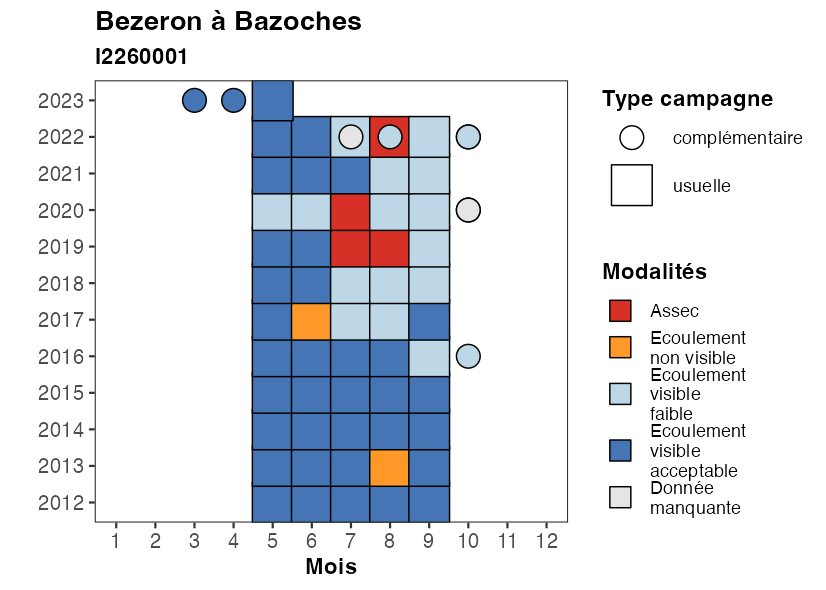 Bezeron à Bazoches
I2260001
2023
2022
2021
2020
2019
2018
2017
2016
2015
2014
2013
2012
1 2 3 4 5 6 7 8 9 10 11 12
Mois
Type campagne
complémentaire
usuelle
Modalités
Assec
Ecoulement
non visible
Ecoulement
visible
faible
Ecoulement
visible
acceptable
Donnée
manquante